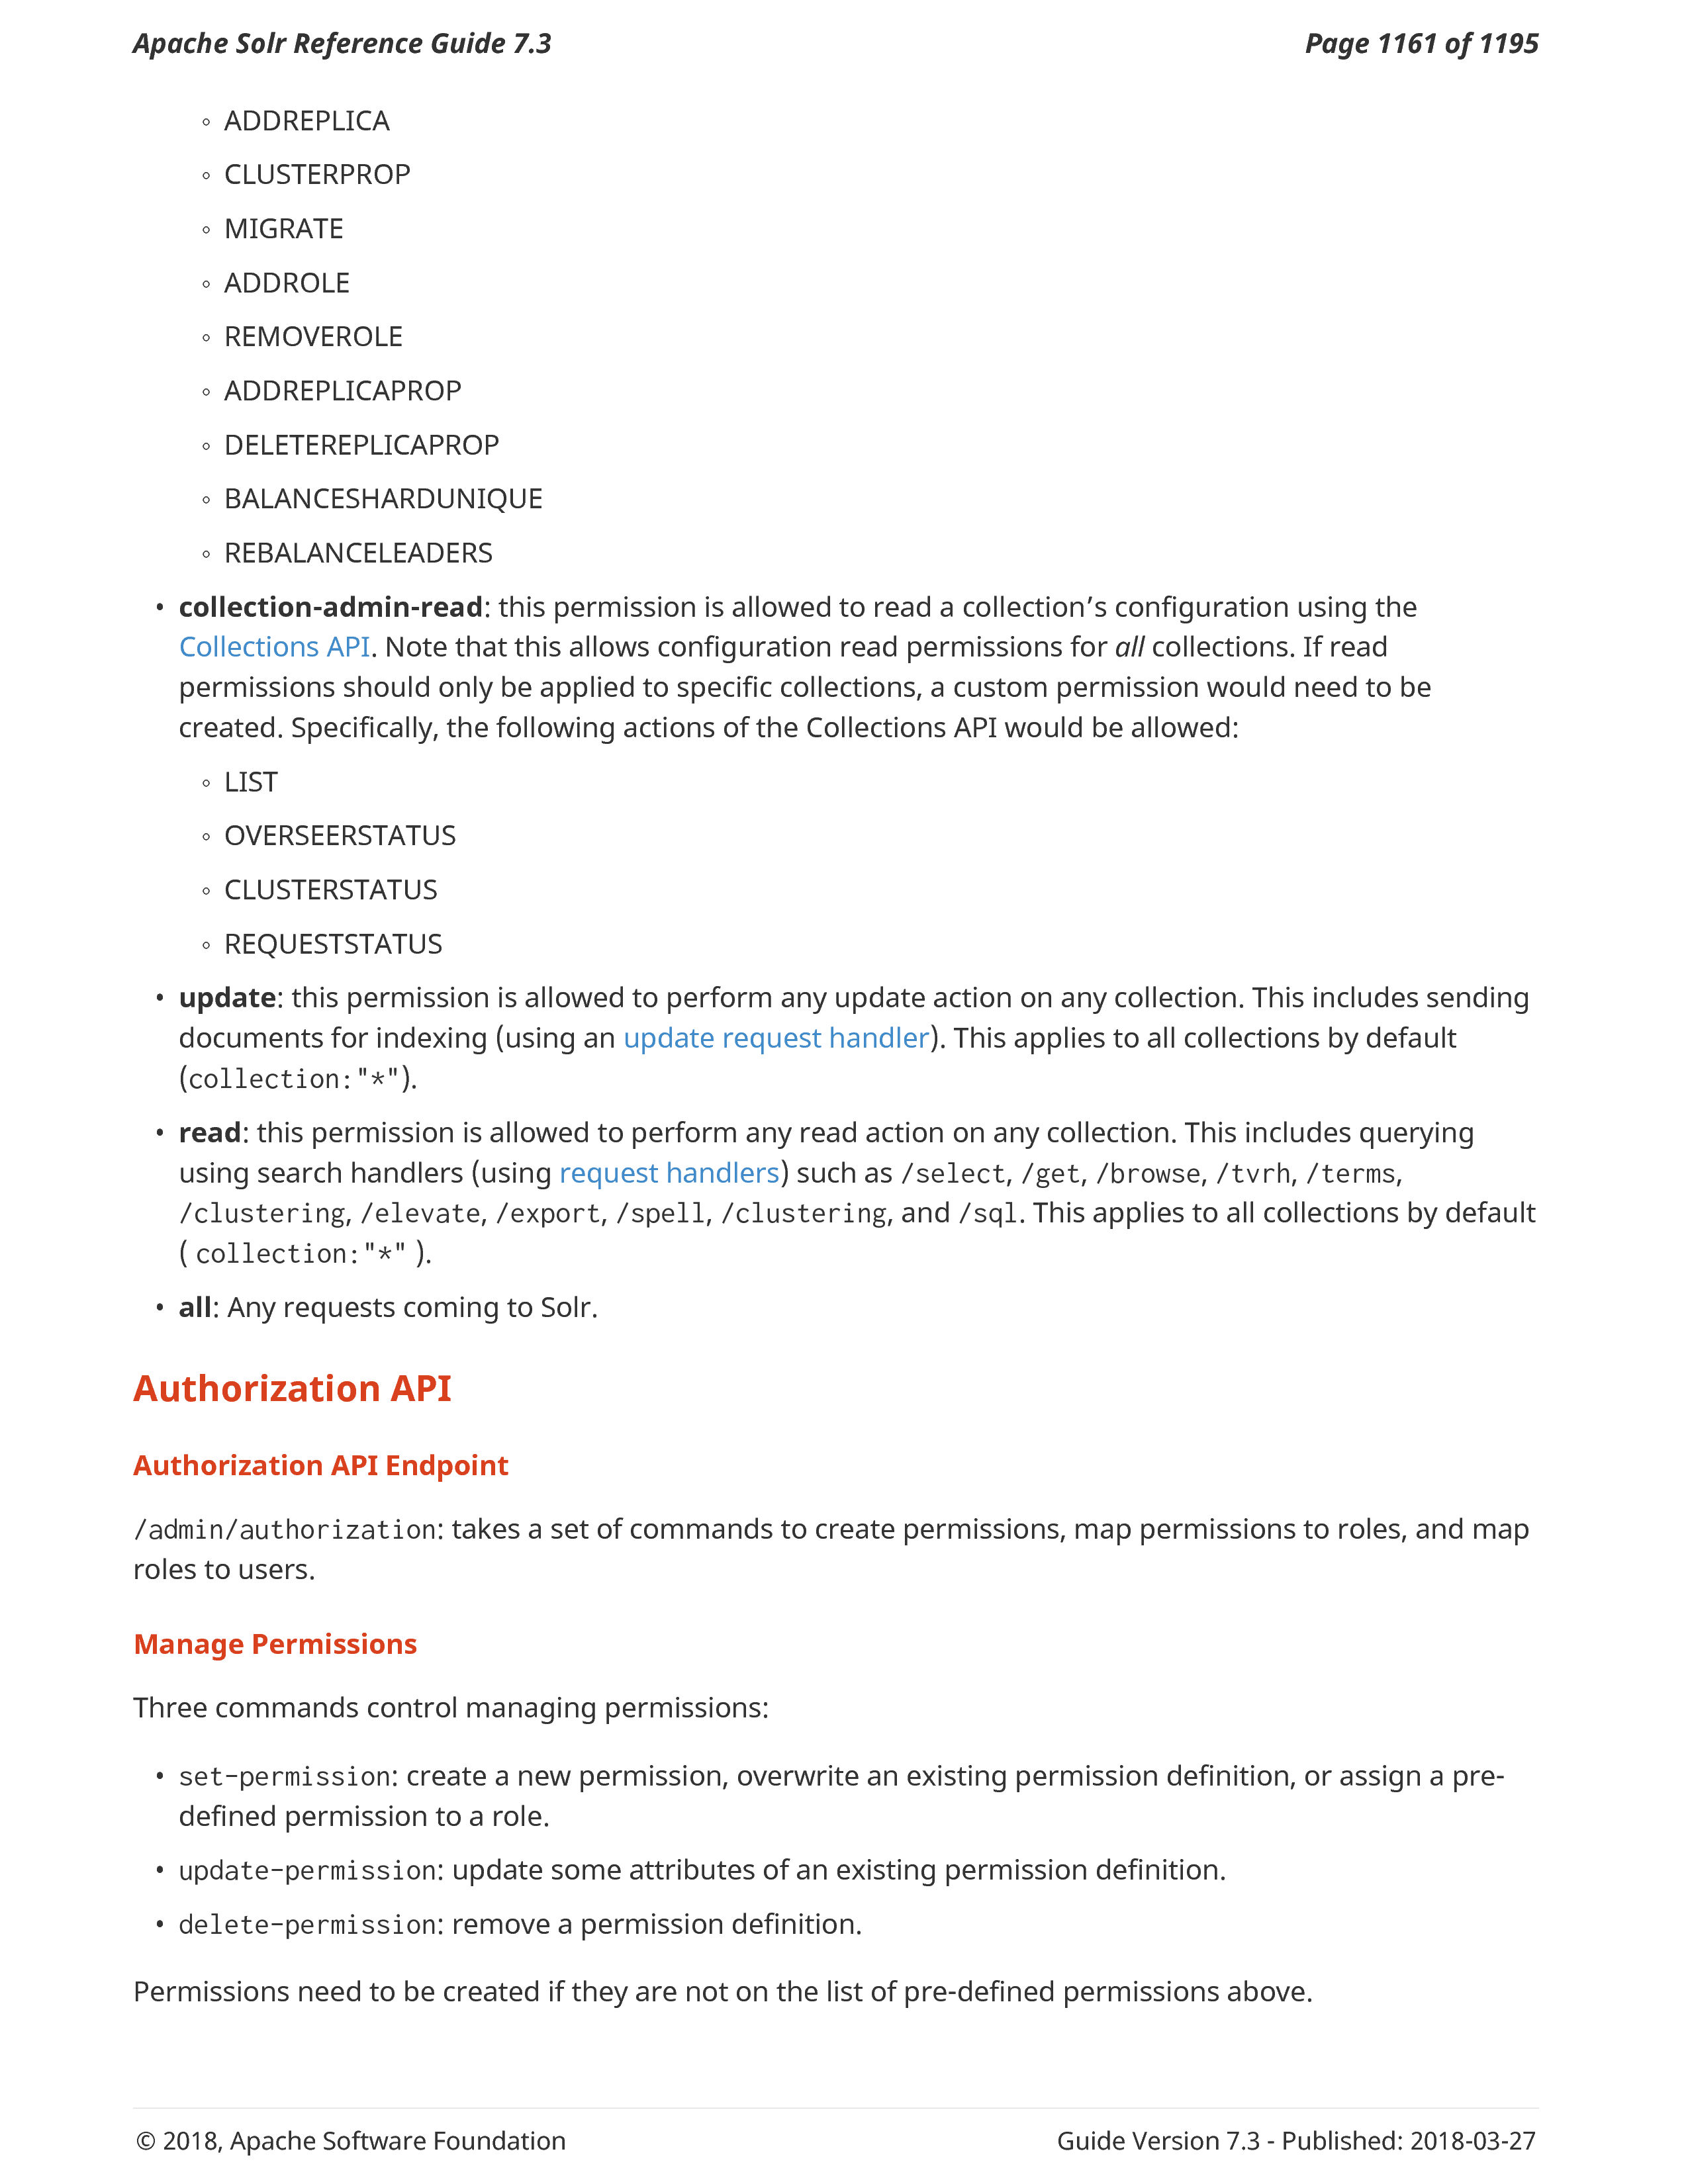 Apache Solr Reference Guide 7.3 Page 1161 of 1195
◦ ADDREPLICA
◦ CLUSTERPROP
◦ MIGRATE
◦ ADDROLE
◦ REMOVEROLE
◦ ADDREPLICAPROP
◦ DELETEREPLICAPROP
◦ BALANCESHARDUNIQUE
◦ REBALANCELEADERS
• collection-admin-read: this permission is allowed to read a collection’s configuration using the
Collections API. Note that this allows configuration read permissions for all collections. If read
permissions should only be applied to specific collections, a custom permission would need to be
created. Specifically, the following actions of the Collections API would be allowed:
◦ LIST
◦ OVERSEERSTATUS
◦ CLUSTERSTATUS
◦ REQUESTSTATUS
• update: this permission is allowed to perform any update action on any collection. This includes sending
documents for indexing (using an update request handler). This applies to all collections by default
(collection:"*").
• read: this permission is allowed to perform any read action on any collection. This includes querying
using search handlers (using request handlers) such as /select, /get, /browse, /tvrh, /terms,
/clustering, /elevate, /export, /spell, /clustering, and /sql. This applies to all collections by default
( collection:"*" ).
• all: Any requests coming to Solr.
Authorization API
Authorization API Endpoint
/admin/authorization: takes a set of commands to create permissions, map permissions to roles, and map
roles to users.
Manage Permissions
Three commands control managing permissions:
• set-permission: create a new permission, overwrite an existing permission definition, or assign a pre-
defined permission to a role.
• update-permission: update some attributes of an existing permission definition.
• delete-permission: remove a permission definition.
Permissions need to be created if they are not on the list of pre-defined permissions above.
© 2018, Apache Software Foundation Guide Version 7.3 - Published: 2018-03-27